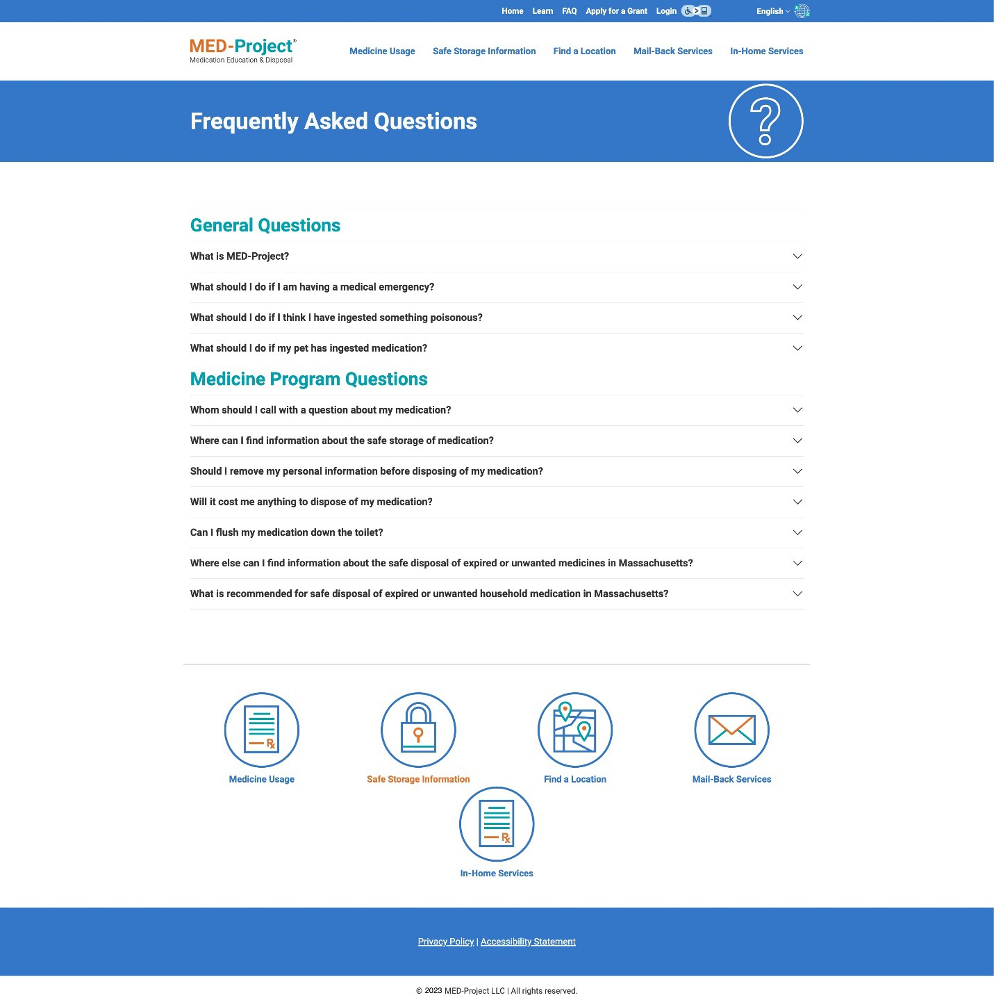 Home Learn FAQ Apply for a Grant Login English
MED-Project®
Medication Education & Disposal
Medicine Usage Safe Storage Information Find a Location Mail-Back Services In-Home Services
Frequently Asked Questions
General Questions
What is MED-Project?
What should I do if I am having a medical emergency?
What should I do if I think I have ingested something poisonous?
What should I do if my pet has ingested medication?
Medicine Program Questions
Whom should I call with a question about my medication?
Where can I find information about the safe storage of medication?
Should I remove my personal information before disposing of my medication?
Will it cost me anything to dispose of my medication?
Can I flush my medication down the toilet?
Where else can I find information about the safe disposal of expired or unwanted medicines in Massachusetts?
What is recommended for safe disposal of expired or unwanted household medication in Massachusetts?
Medicine Usage Safe Storage Information Find a Location Mail-Back Services
In-Home Services
Privacy Policy | Accessibility Statement
© 2023 MED-Project LLC | All rights reserved.